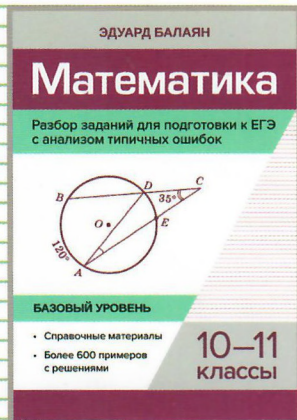 ЭДУАРД БАЛАЯН
Математика
Разбор заданий для подготовки к ЕГЭ
с анализом типичных ошибок
B
D
C
35°
O
E
120°
A
БАЗОВЫЙ УРОВЕНЬ
• Справочные материалы
• Более 600 примеров
с решениями
10–11
классы